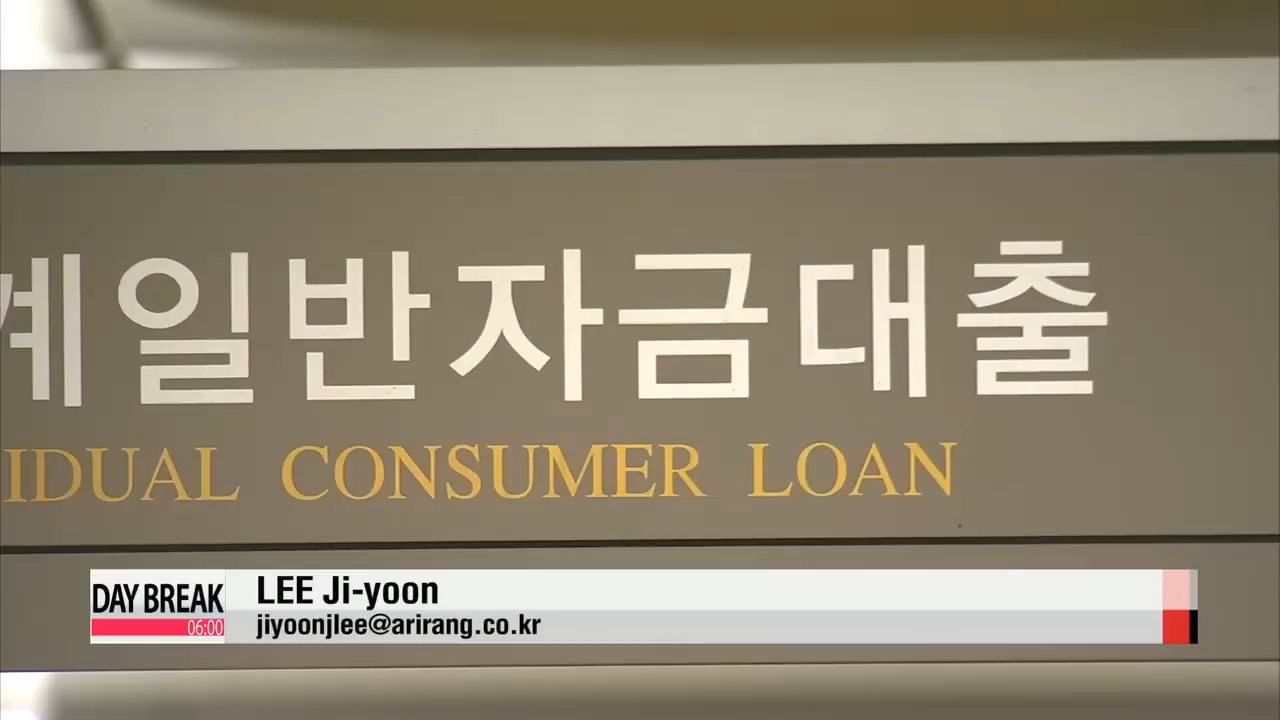 계일반자금대출
IDUAL CONSUMER LOAN
DAY BREAK
06:00
LEE Ji-yoon
jiyoonjlee@arirang.co.kr